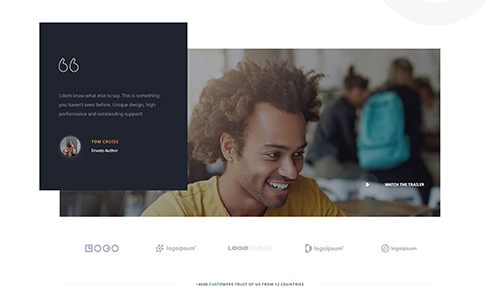 I dont know what else to say. This is something
you haven't seen before. Unique design, high
performance and outstanding support!
TOM CRUISE
Envato Author
WATCH THE TRAILER
LOGO
logoipsum
LOGO
logoipsum
logoipsum
+4000 CUSTOMERS TRUST OF US FROM 12 COUNTRIES